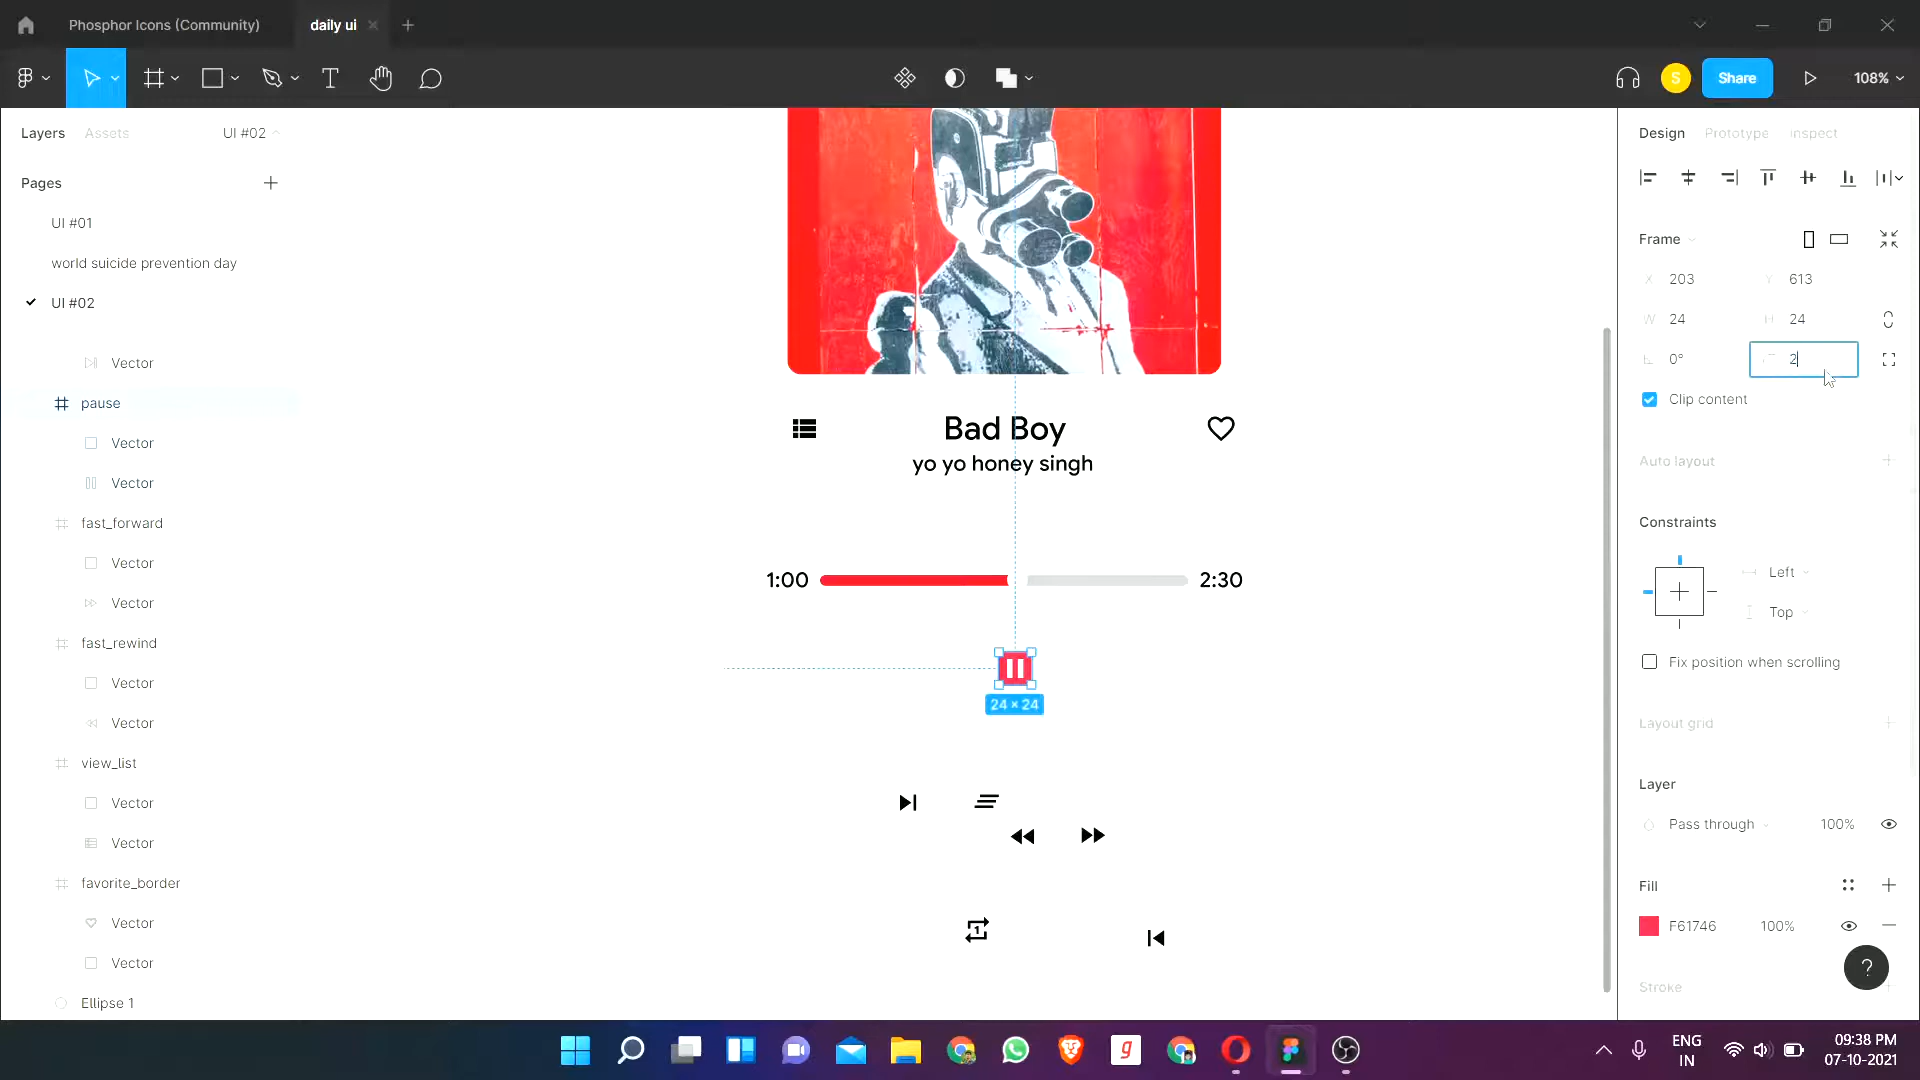 Phosphor Icons (Community)
daily ui
S
Share
108%
Layers
Assets
UI #02
Pages
UI #01
world suicide prevention day
UI #02
Vector
pause
Vector
Vector
fast_forward
Vector
Vector
fast_rewind
Vector
Vector
view_list
Vector
Vector
favorite_border
Vector
Vector
Ellipse 1
Bad Boy
yo yo honey singh
1:00
2:30
24 × 24
1
Design
Prototype
Inspect
Frame
X 203
Y 613
W 24
H 24
0°
2
Clip content
Auto layout
Constraints
Left
Top
Fix position when scrolling
Layout grid
Layer
Pass through
100%
Fill
F61746
100%
?
Stroke
g
ENG
IN
09:38 PM
07-10-2021